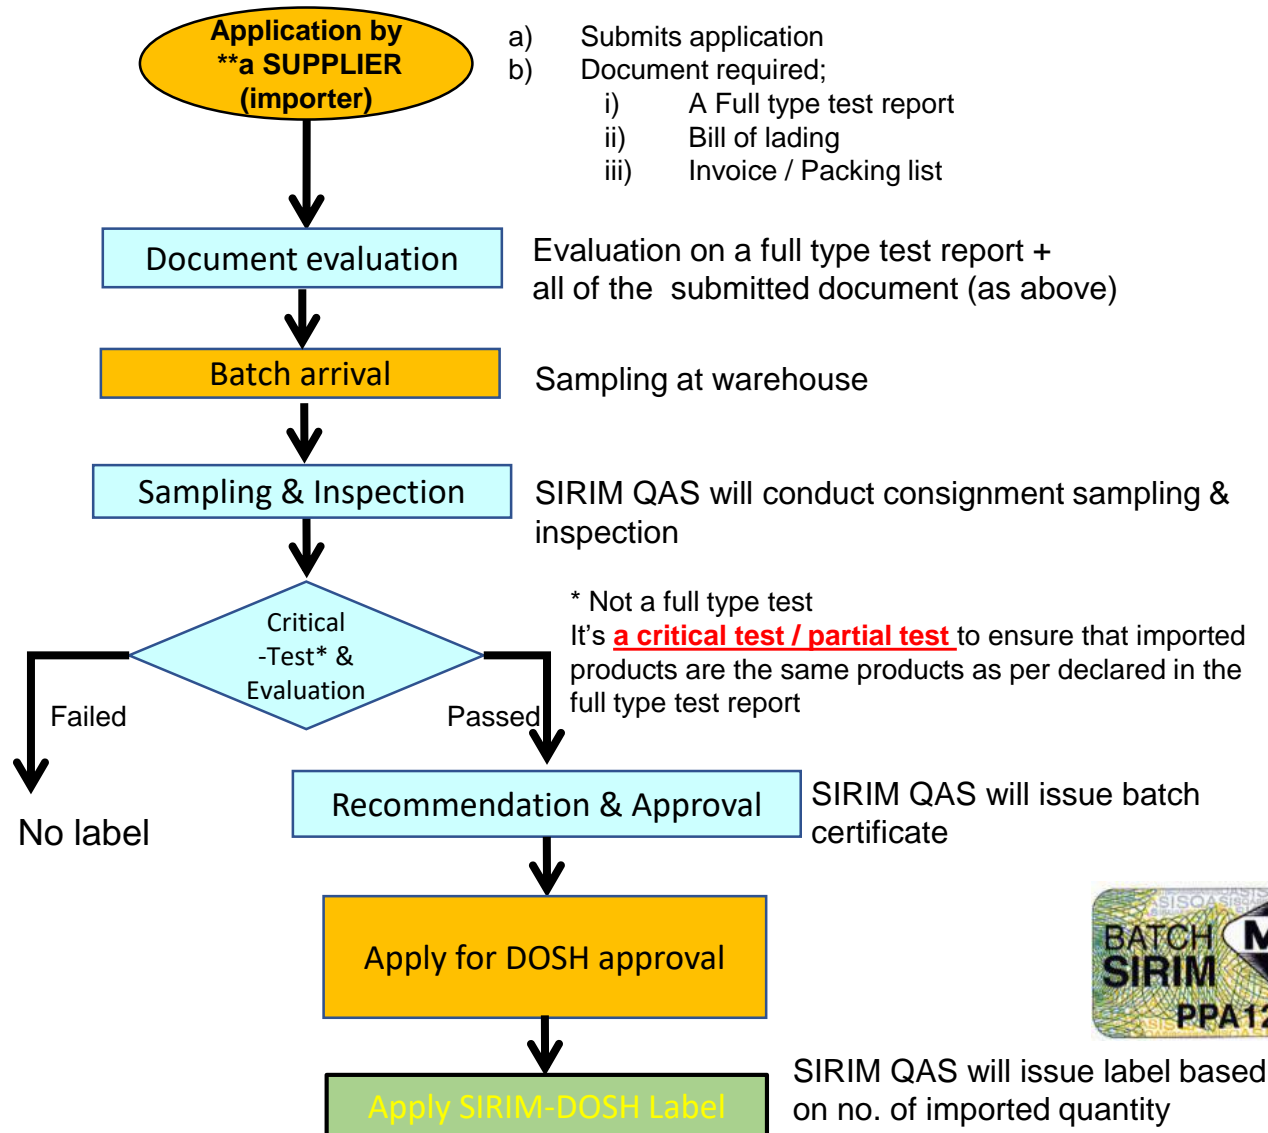 Application by
**a SUPPLIER
(importer)
a) Submits application
b) Document required;
i) A Full type test report
ii) Bill of lading
iii) Invoice / Packing list
Document evaluation
Evaluation on a full type test report +
all of the submitted document (as above)
Batch arrival
Sampling at warehouse
Sampling & Inspection
SIRIM QAS will conduct consignment sampling &
inspection
Critical
-Test* &
Evaluation
* Not a full type test
It's a critical test / partial test to ensure that imported
products are the same products as per declared in the
full type test report
Failed
Passed
No label
Recommendation & Approval
SIRIM QAS will issue batch
certificate
Apply for DOSH approval
BATCH
SIRIM
PPA12
Apply SIRIM-DOSH Label
SIRIM QAS will issue label based
on no. of imported quantity